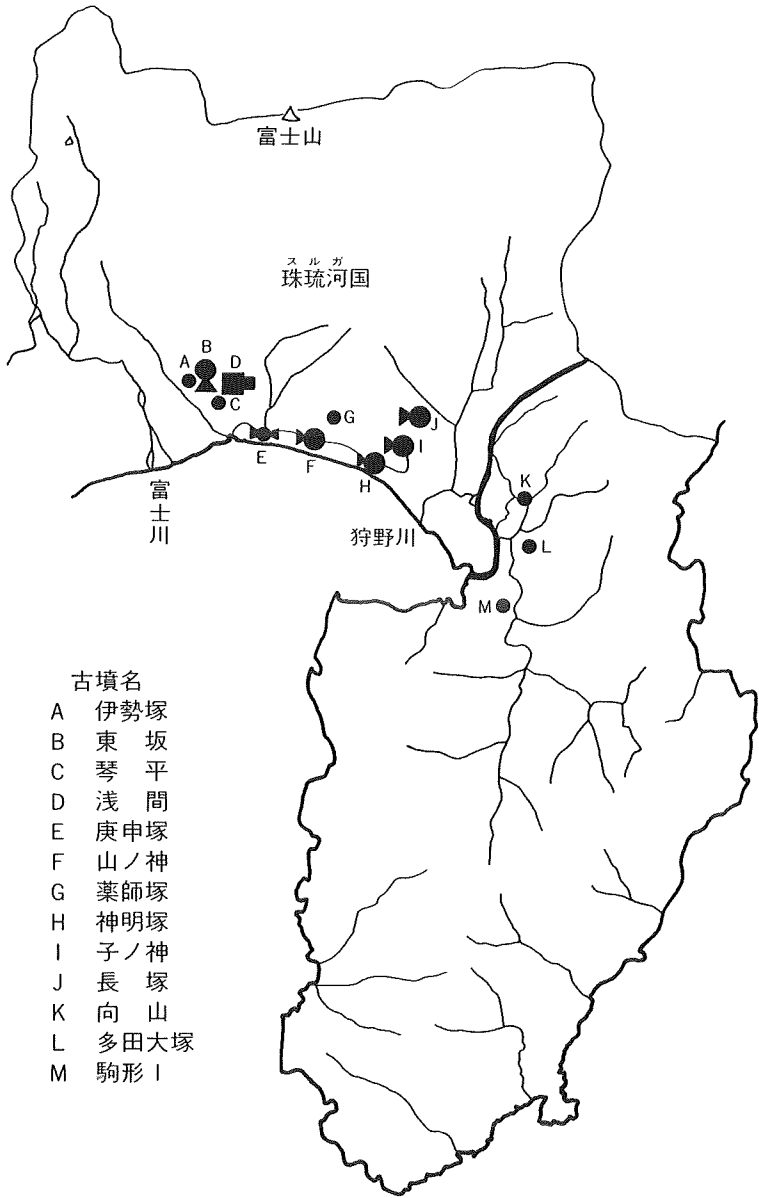 富士山
スルガ
珠琉河国
A
B
D
C
G
J
I
E
F
H
K
富士川
狩野川
L
M
古墳名
A 伊勢塚
B 東坂
C 琴平
D 浅間
E 庚申塚
F 山ノ神
G 薬師塚
H 神明塚
I 子ノ神
J 長塚
K 向山
L 多田大塚
M 駒形I